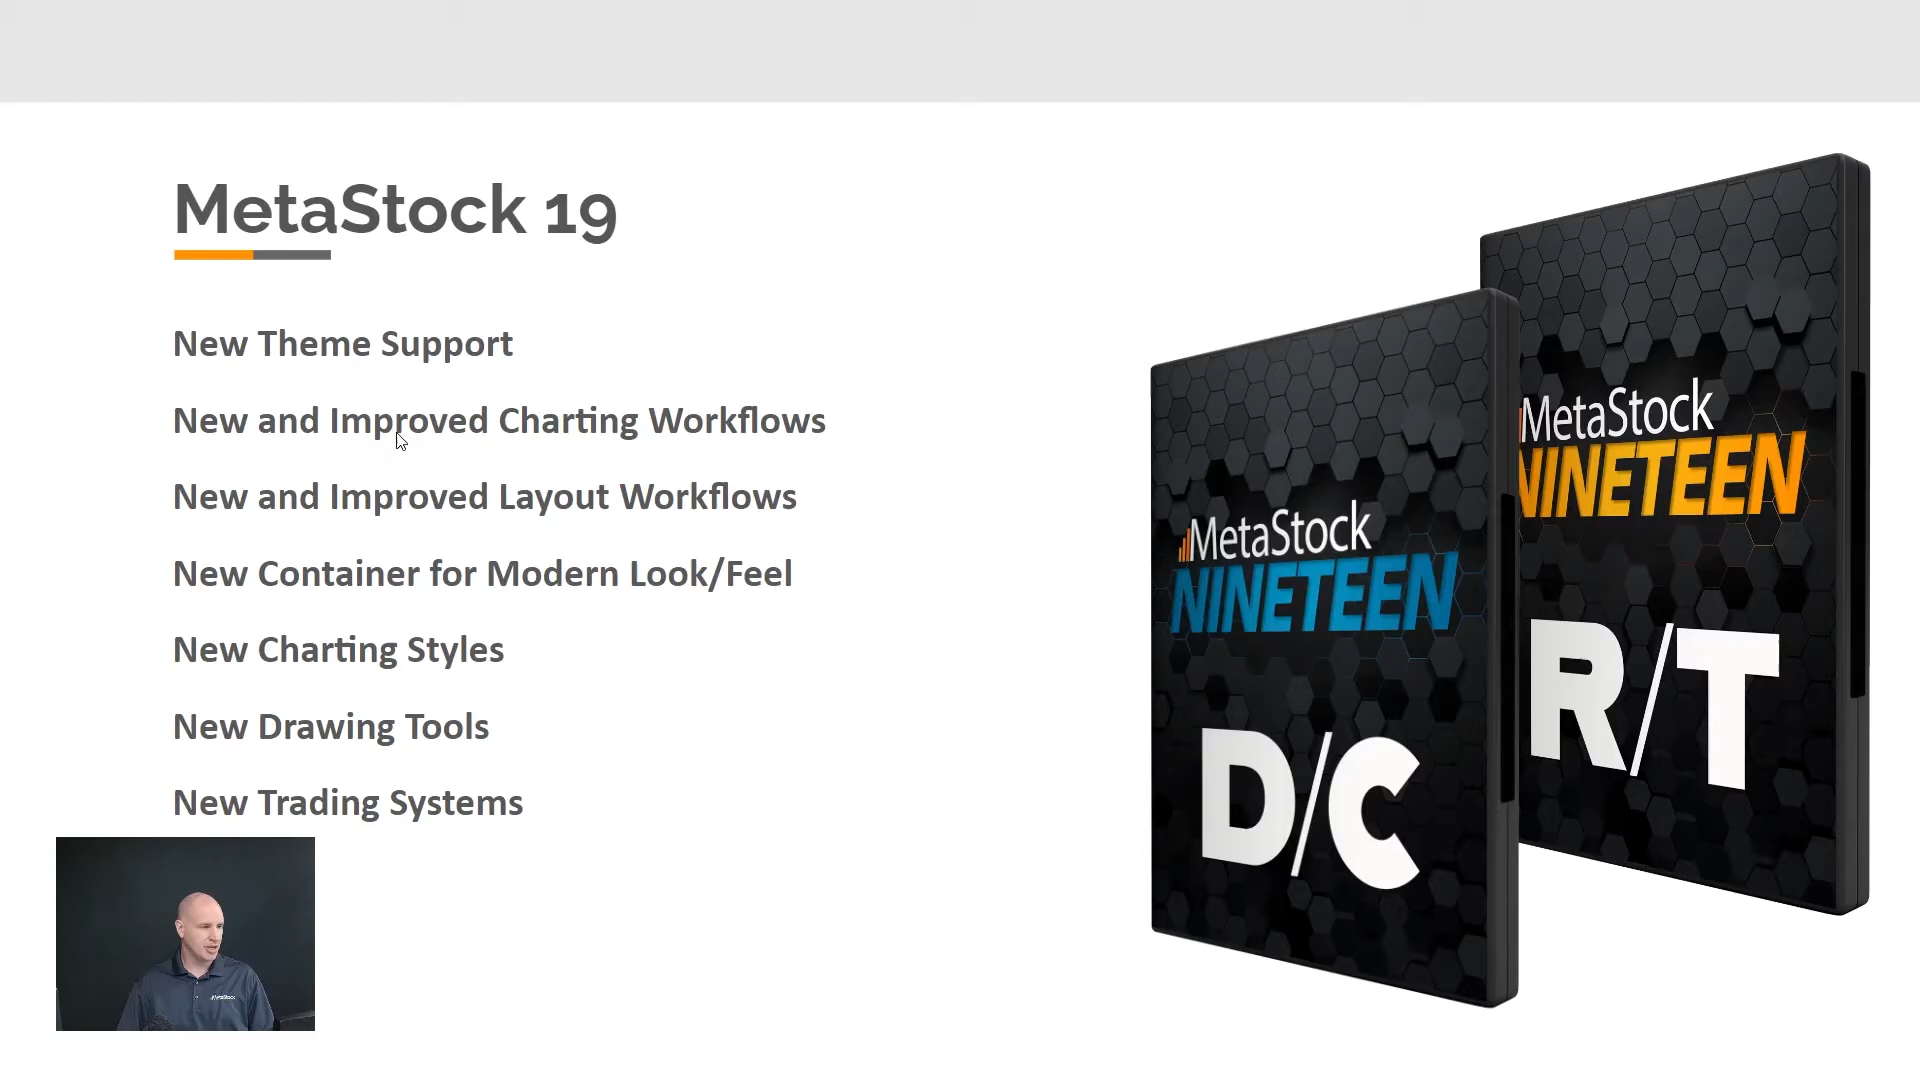 MetaStock 19
New Theme Support
New and Improved Charting Workflows
New and Improved Layout Workflows
New Container for Modern Look/Feel
New Charting Styles
New Drawing Tools
New Trading Systems
MetaStock
NINETEEN
D/C
MetaStock
NINETEEN
R/T
MetaStock